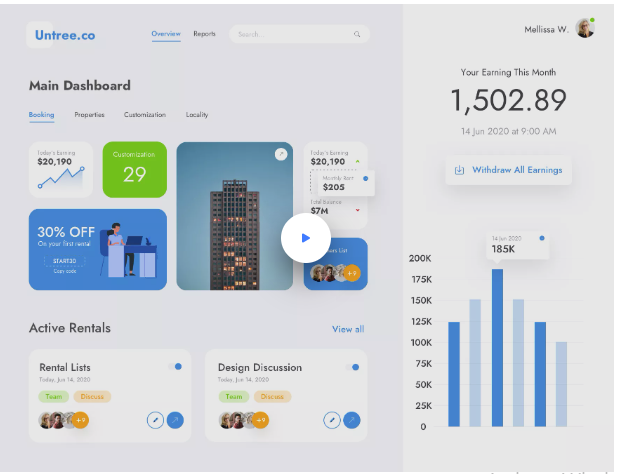 Untree.co
Overview
Reports
Search...
Mellissa W.
Main Dashboard
Booking
Properties
Customization
Locality
Today's Earning
$20,190
Customization
29
Today's Earning
$20,190
Monthly Rent
$205
Total Balance
$7M
30% OFF
On your first rental
START30
Copy code
List
+9
Active Rentals
View all
Rental Lists
Today, Jun 14, 2020
Team
Discuss
+9
Design Discussion
Today, Jun 14, 2020
Team
Discuss
+9
Your Earning This Month
1,502.89
14 Jun 2020 at 9:00 AM
Withdraw All Earnings
14 Jun 2020
185K
200K
175K
150K
125K
100K
75K
50K
25K
0